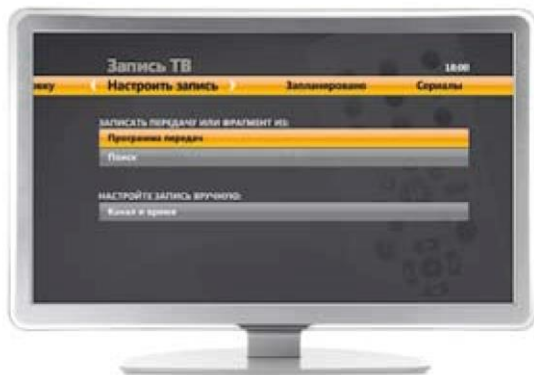 Запись ТВ
18:00
ежку Настроить запись Запланировано Сериалы
ЗАПИСАТЬ ПЕРЕДАЧУ ИЛИ ФРАГМЕНТ ИЗ:
Программа передач
Поиск
НАСТРОЙТЕ ЗАПИСЬ ВРУЧНУЮ:
Канал и время